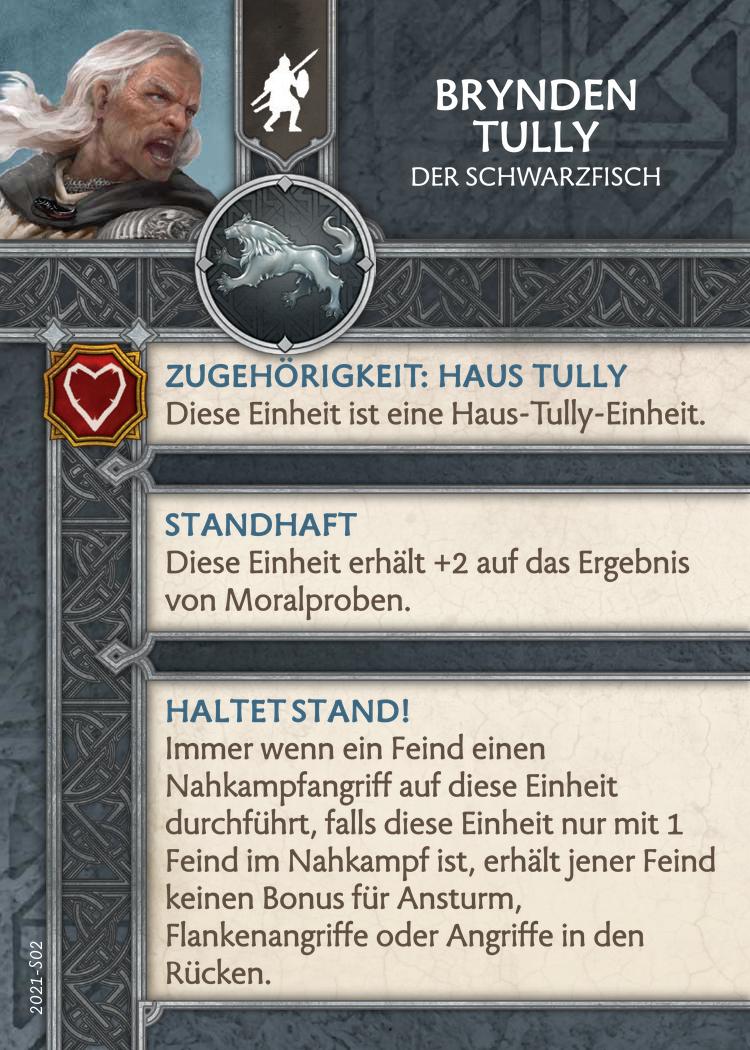 BRYNDEN
TULLY
DER SCHWARZFISCH
ZUGEHÖRIGKEIT: HAUS TULLY
Diese Einheit ist eine Haus-Tully-Einheit.
STANDHAFT
Diese Einheit erhält +2 auf das Ergebnis
von Moralproben.
HALTET STAND!
Immer wenn ein Feind einen
Nahkampfangriff auf diese Einheit
durchführt, falls diese Einheit nur mit 1
Feind im Nahkampf ist, erhält jener Feind
keinen Bonus für Ansturm,
Flankenangriffe oder Angriffe in den
Rücken.
2021-S02